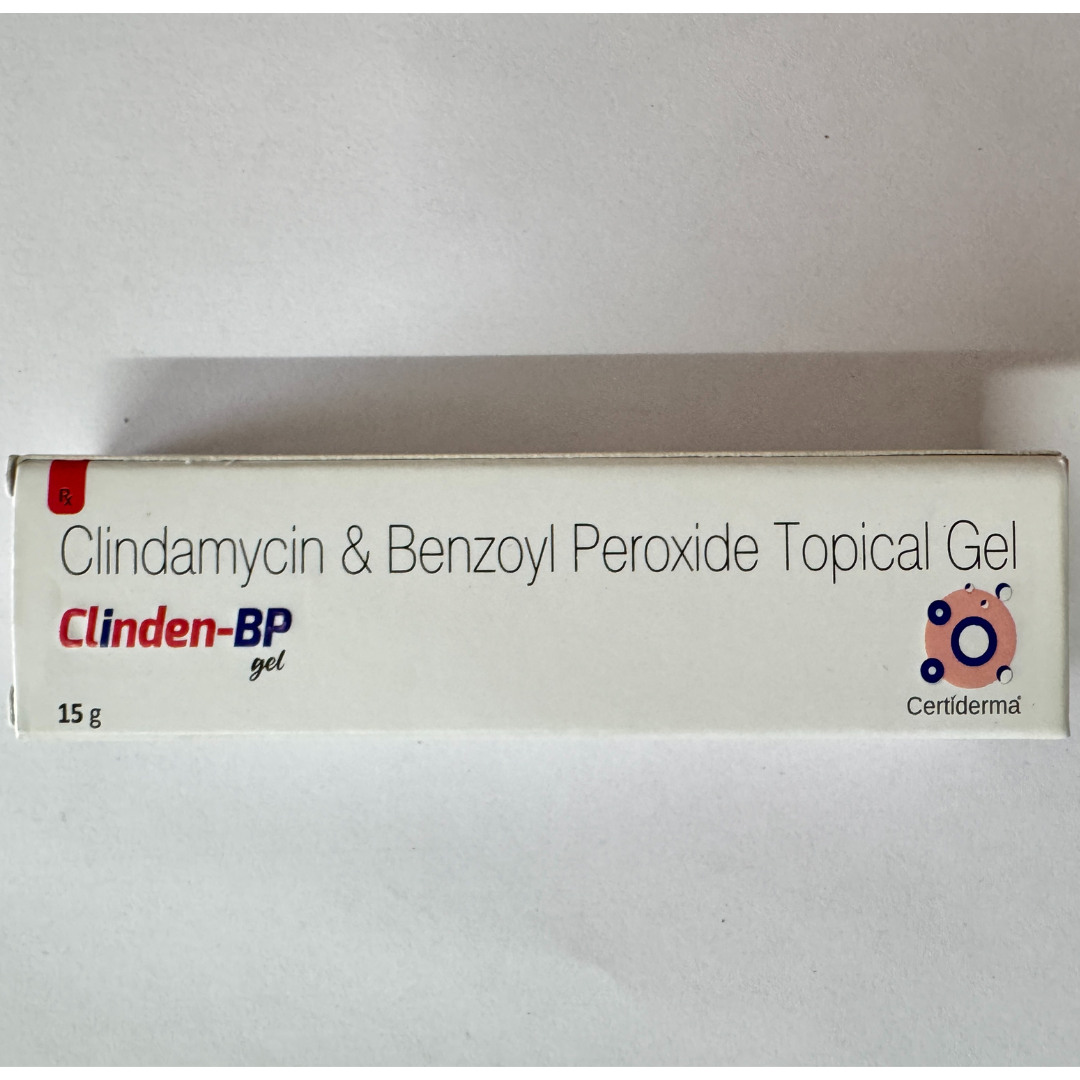 Rx
Clindamycin & Benzoyl Peroxide Topical Gel
Clinden-BP
gel
15 g
Certiderma